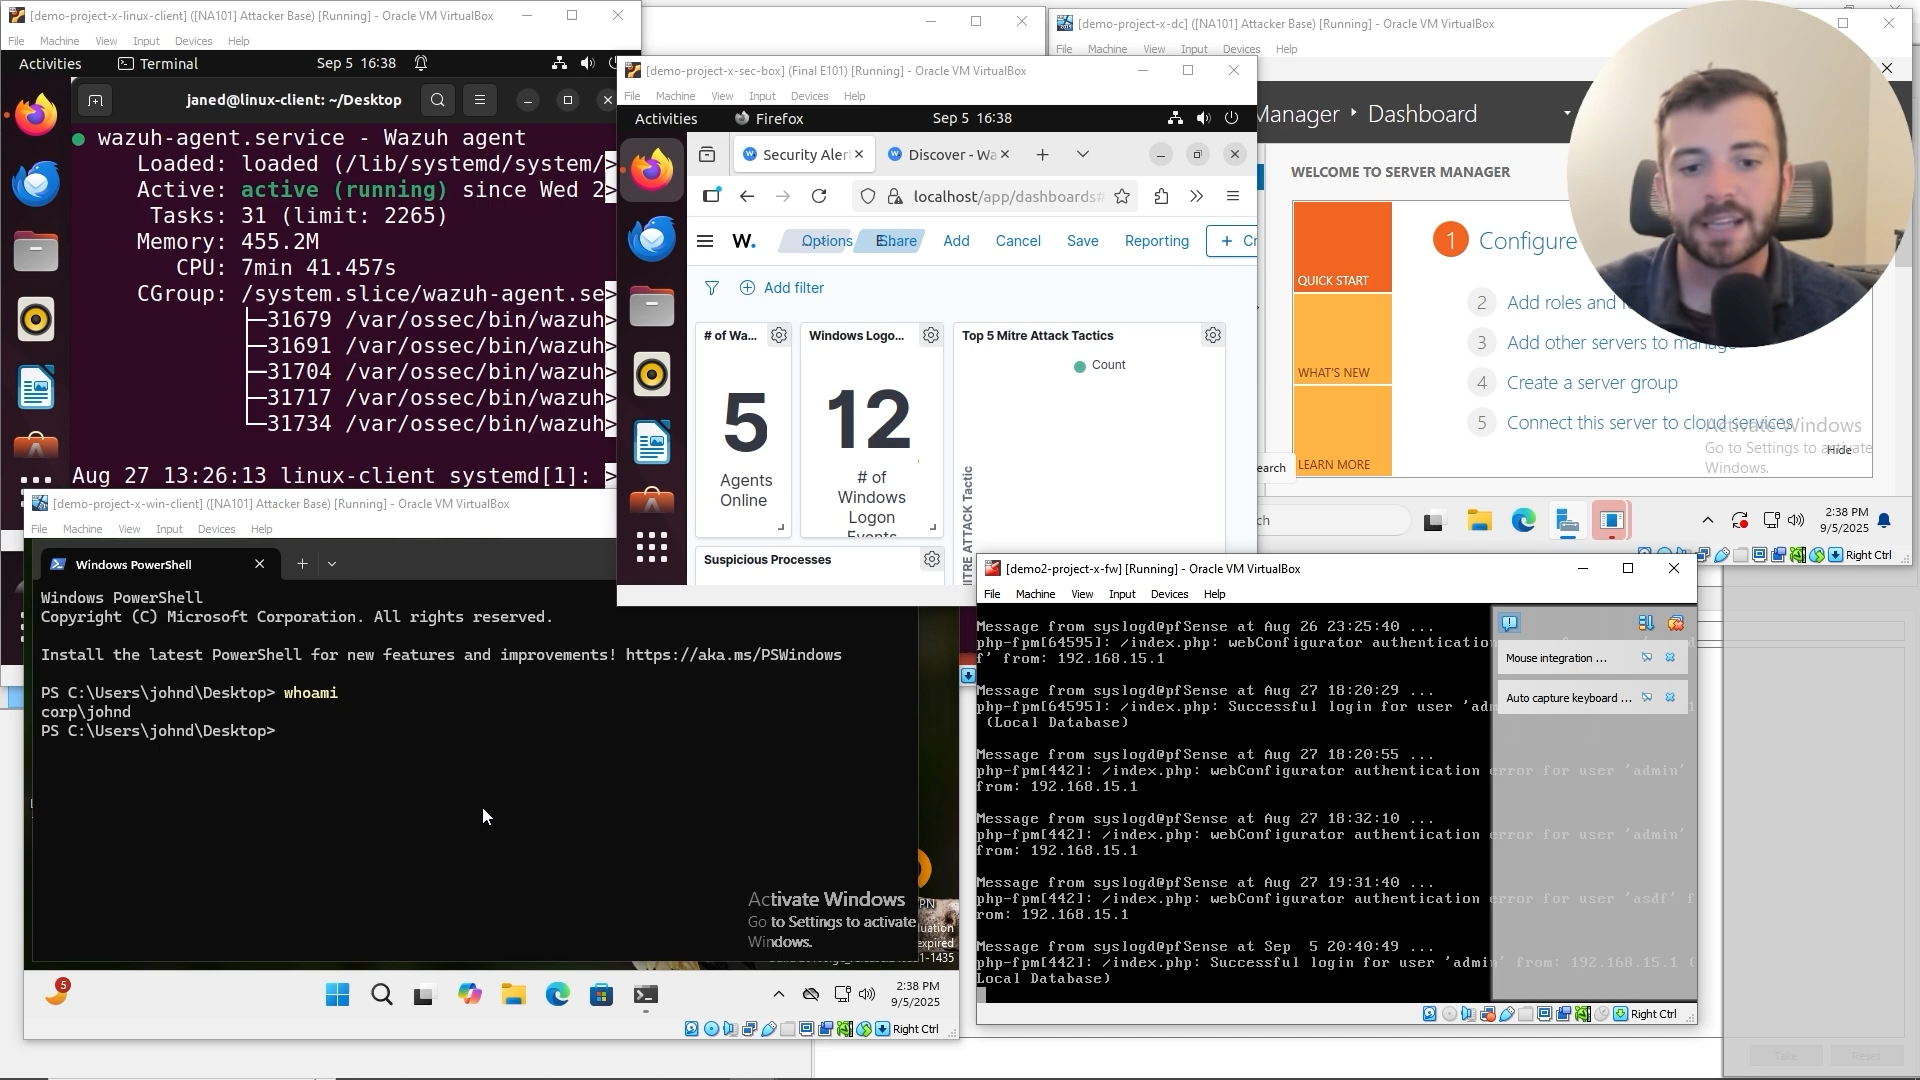 [demo-project-x-linux-client] ([NA101] Attacker Base) [Running] - Oracle VM VirtualBox
File Machine View Input Devices Help
Activities Terminal Sep 5 16:38
janed@linux-client: ~/Desktop
wazuh-agent.service - Wazuh agent
Loaded: loaded (/lib/systemd/system/>
Active: active (running) since Wed 2>
Tasks: 31 (limit: 2265)
Memory: 455.2M
CPU: 7min 41.457s
CGroup: /system.slice/wazuh-agent.se>
├─31679 /var/ossec/bin/wazuh>
├─31691 /var/ossec/bin/wazuh>
├─31704 /var/ossec/bin/wazuh>
├─31717 /var/ossec/bin/wazuh>
└─31734 /var/ossec/bin/wazuh>
Aug 27 13:26:13 linux-client systemd[1]: >
[demo-project-x-sec-box] (Final E101) [Running] - Oracle VM VirtualBox
File Machine View Input Devices Help
Activities Firefox Sep 5 16:38
Security Aler
Discover - Wa
localhost/app/dashboards#
W. Options Share Add Cancel Save Reporting + Cr
Add filter
# of Wa...
5
Agents
Online
Windows Logo...
12
# of
Windows
Logon
Events
Top 5 Mitre Attack Tactics
Count
ITRE ATTACK Tactic
Suspicious Processes
[demo-project-x-dc] ([NA101] Attacker Base) [Running] - Oracle VM VirtualBox
File Machine View Input Devices Help
Manager ‣ Dashboard
WELCOME TO SERVER MANAGER
QUICK START
WHAT'S NEW
LEARN MORE
1 Configure
2 Add roles and
3 Add other servers to manage
4 Create a server group
5 Connect this server to cloud services
Activate Windows
Go to Settings to activate
Windows.
Hide
earch
ch
2:38 PM
9/5/2025
Right Ctrl
[demo-project-x-win-client] ([NA101] Attacker Base) [Running] - Oracle VM VirtualBox
File Machine View Input Devices Help
Windows PowerShell
Windows PowerShell
Copyright (C) Microsoft Corporation. All rights reserved.
Install the latest PowerShell for new features and improvements! https://aka.ms/PSWindows
PS C:\Users\johnd\Desktop> whoami
corp\johnd
PS C:\Users\johnd\Desktop>
Activate Windows
Go to Settings to activate
Windows.
PN
uation
expired
1-1435
5
2:38 PM
9/5/2025
Right Ctrl
[demo2-project-x-fw] [Running] - Oracle VM VirtualBox
File Machine View Input Devices Help
Message from syslogd@pfSense at Aug 26 23:25:40 ...
php-fpm[64595]: /index.php: webConfigurator authentication
f' from: 192.168.15.1
Message from syslogd@pfSense at Aug 27 18:20:29 ...
php-fpm[64595]: /index.php: Successful login for user 'adm
(Local Database)
Message from syslogd@pfSense at Aug 27 18:20:55 ...
php-fpm[442]: /index.php: webConfigurator authentication error for user 'admin'
from: 192.168.15.1
Message from syslogd@pfSense at Aug 27 18:32:10 ...
php-fpm[442]: /index.php: webConfigurator authentication error for user 'admin'
from: 192.168.15.1
Message from syslogd@pfSense at Aug 27 19:31:40 ...
php-fpm[442]: /index.php: webConfigurator authentication error for user 'asdf' f
rom: 192.168.15.1
Message from syslogd@pfSense at Sep 5 20:40:49 ...
php-fpm[442]: /index.php: Successful login for user 'admin' from: 192.168.15.1 (
Local Database)
Mouse integration ...
Auto capture keyboard ...
Right Ctrl
Take
Reset